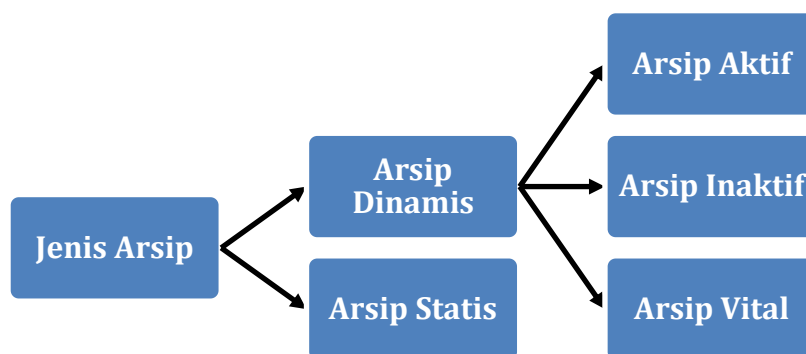 Jenis Arsip
Arsip
Dinamis
Arsip Statis
Arsip Aktif
Arsip Inaktif
Arsip Vital